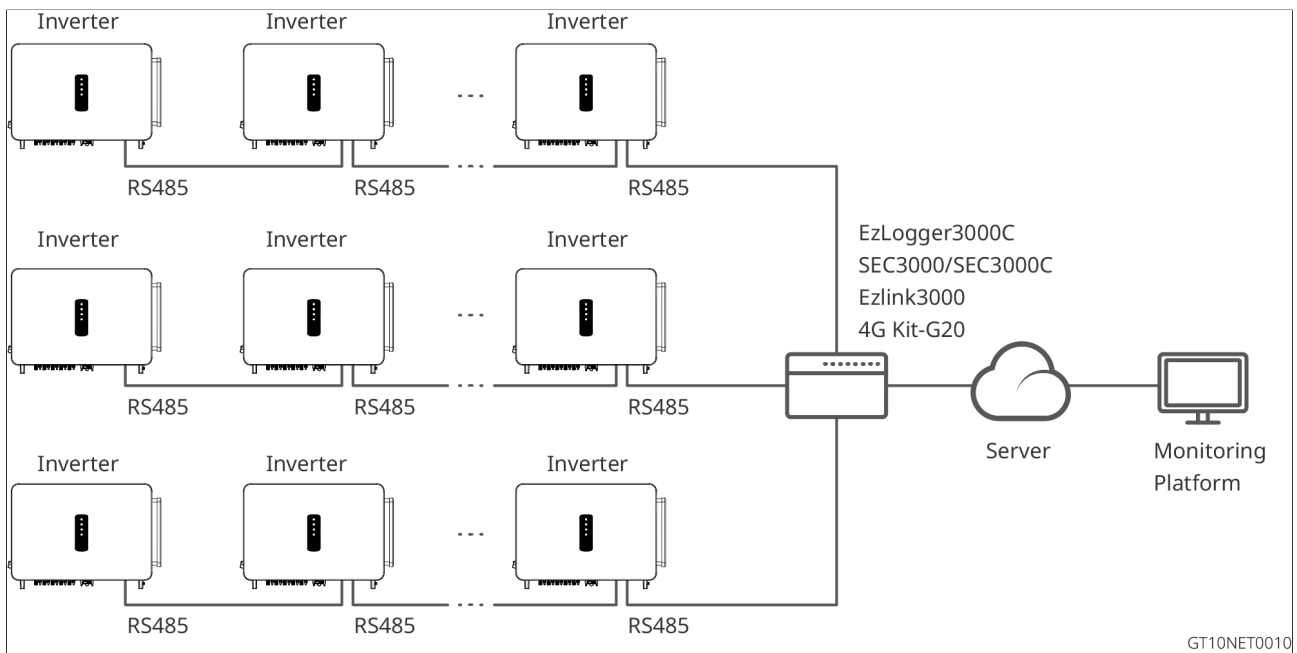 Inverter Inverter Inverter
RS485 RS485 RS485
Inverter Inverter Inverter
RS485 RS485 RS485
Inverter Inverter Inverter
RS485 RS485 RS485
EzLogger3000C
SEC3000/SEC3000C
Ezlink3000
4G Kit-G20
Server
Monitoring
Platform
GT10NET0010